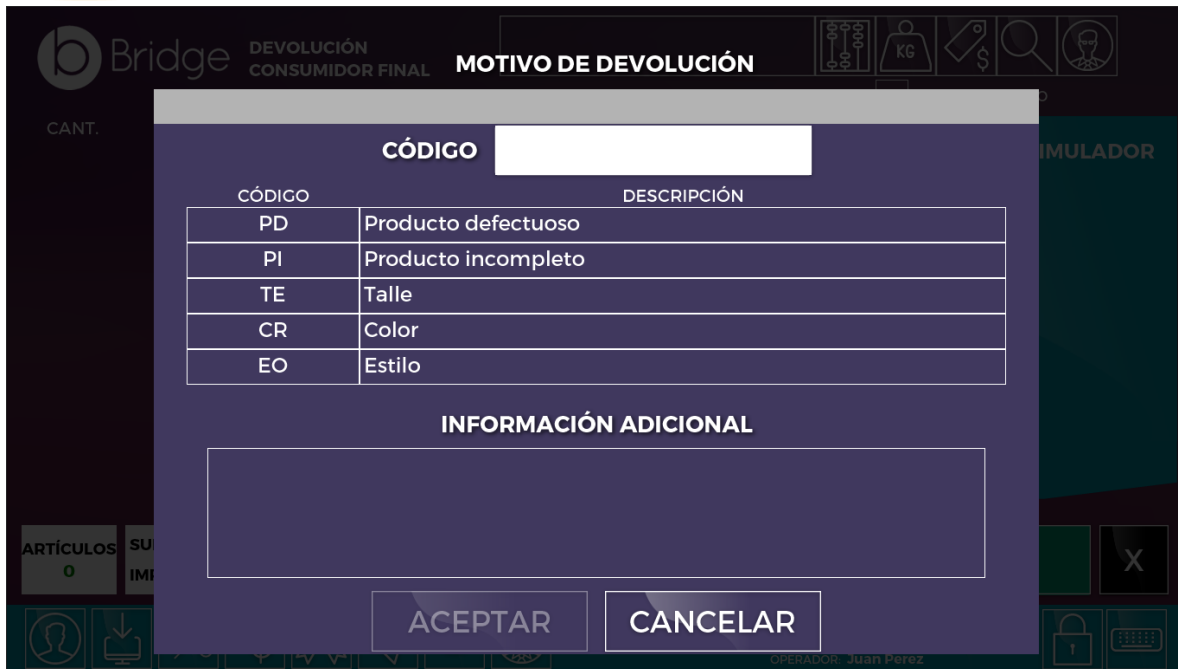 Bridge
DEVOLUCIÓN
CONSUMIDOR FINAL
MOTIVO DE DEVOLUCIÓN
KG
$
CANT.
CÓDIGO
IMULADOR
CÓDIGO DESCRIPCIÓN
PD Producto defectuoso
PI Producto incompleto
TE Talle
CR Color
EO Estilo
INFORMACIÓN ADICIONAL
ARTÍCULOS
0
X
ACEPTAR CANCELAR
OPERADOR: Juan Perez